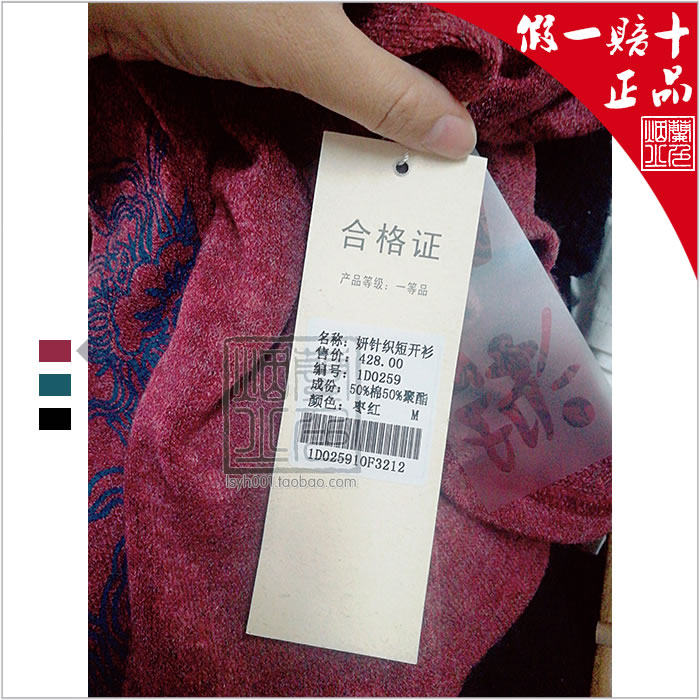 假一赔十
正品
合格证
产品等级：一等品
名称：妍针织短开衫
售价：428.00
编号：1D0259
成份：50%棉50%聚酯
颜色：枣红 M
1D025910F3212
lsyh001.taobao.com